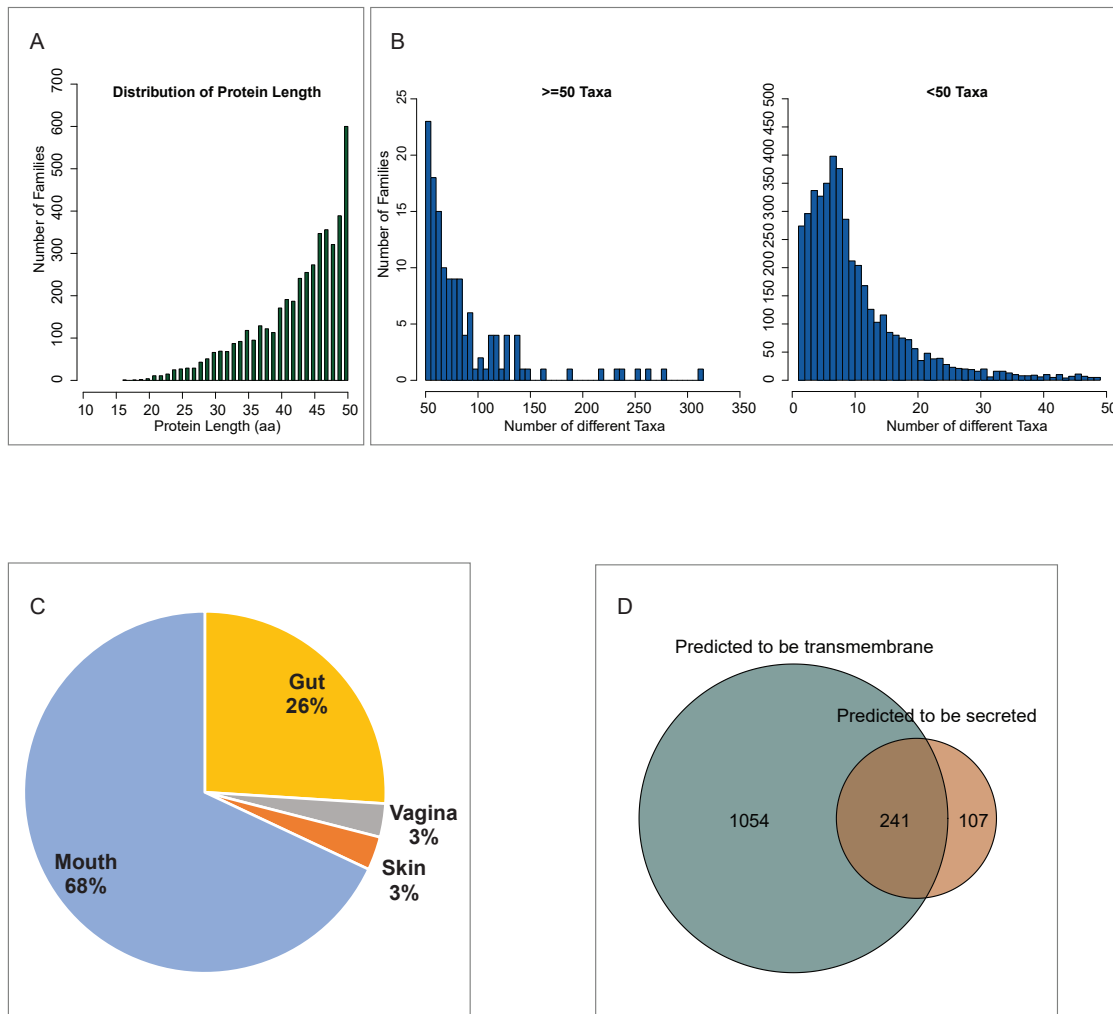 A
Distribution of Protein Length
Number of Families
0 100 200 300 400 500 600 700
10 15 20 25 30 35 40 45 50
Protein Length (aa)
B
>=50 Taxa
Number of Families
0 5 10 15 20 25
50 100 150 200 250 300 350
Number of different Taxa
<50 Taxa
0 50 100 150 200 250 300 350 400 450 500
0 10 20 30 40 50
Number of different Taxa
C
Gut
26%
Vagina
3%
Skin
3%
Mouth
68%
D
Predicted to be transmembrane
Predicted to be secreted
1054 241 107